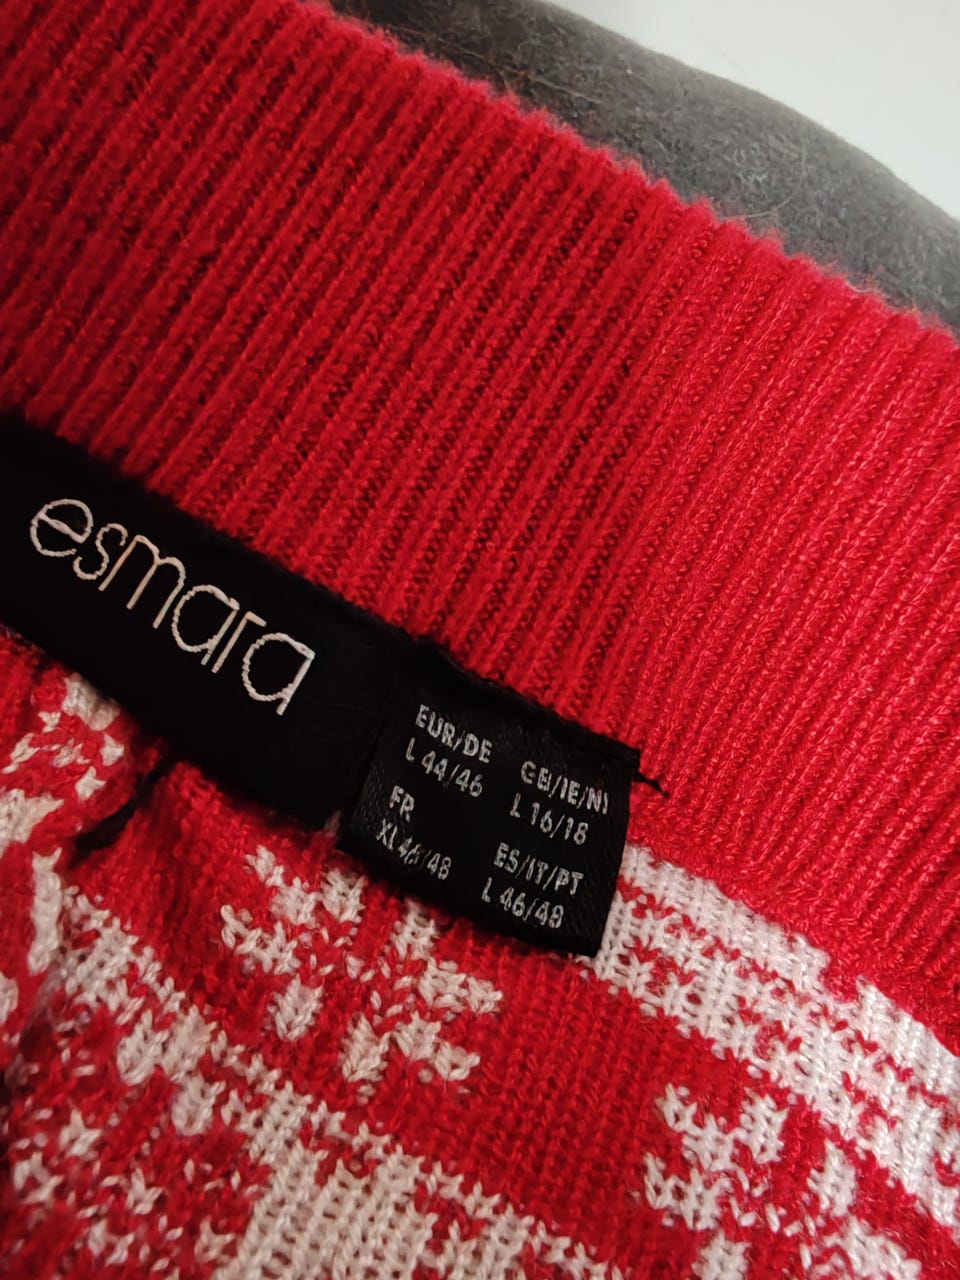 esmara
EUR/DE
L 44/46
GB/IE/NI
L 16/18
FR
XL 46/48
ES/IT/PT
L 46/48